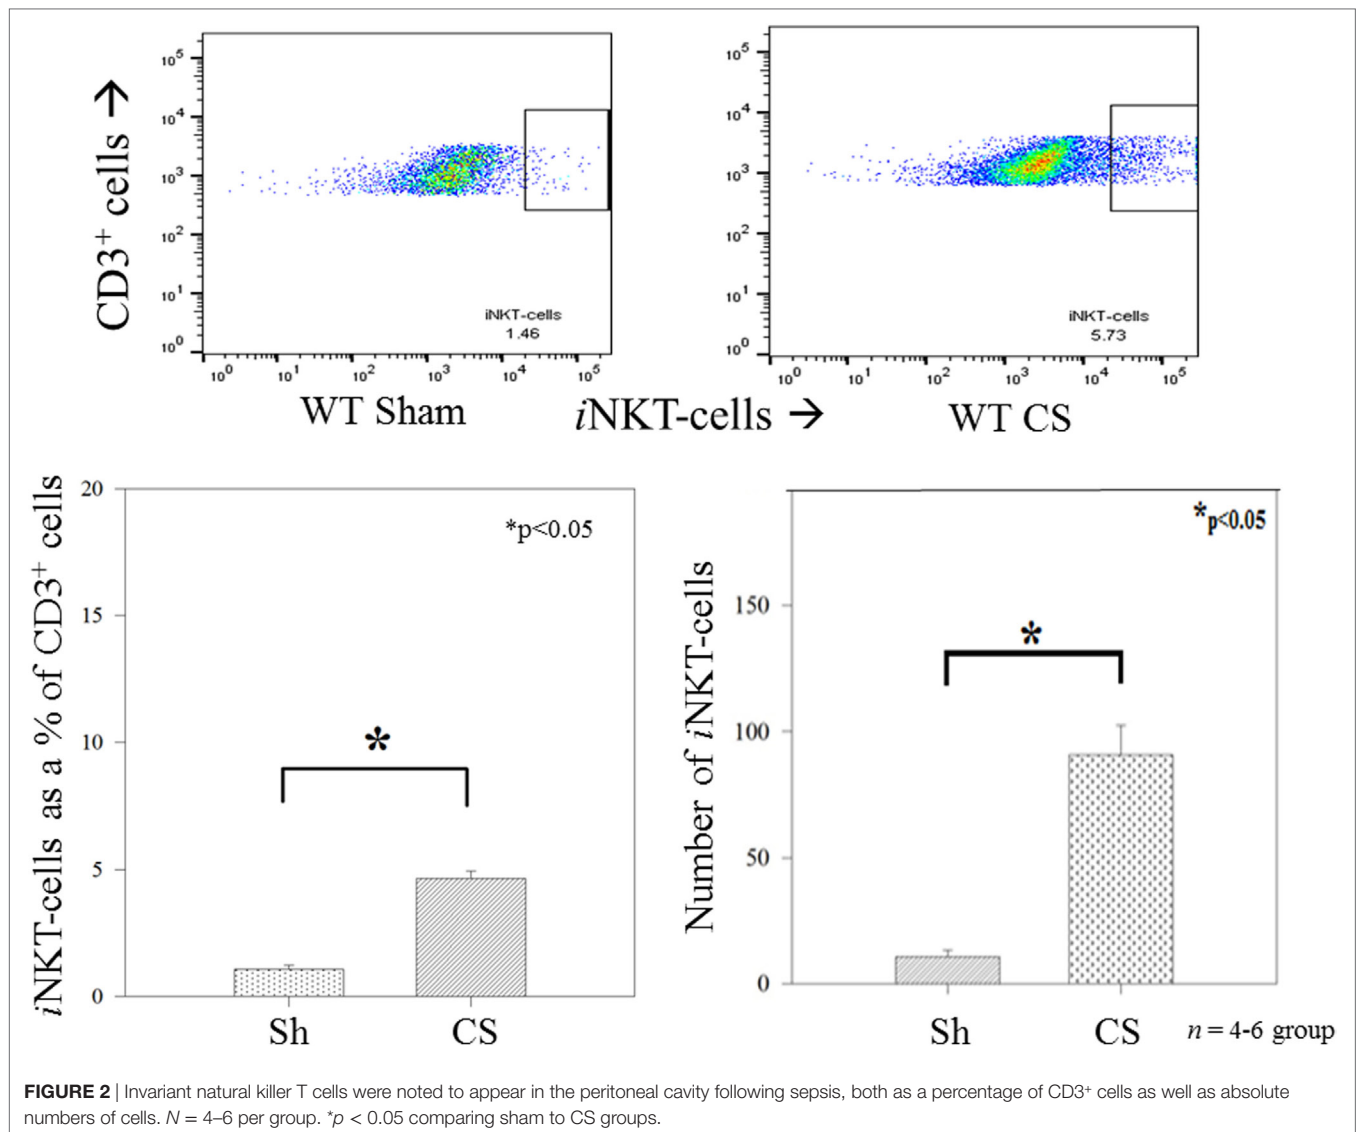 CD3⁺ cells →
10⁵
10⁴
10³
10²
10¹
10⁰
iNKT-cells
1.46
10⁰ 10¹ 10² 10³ 10⁴ 10⁵
WT Sham
10⁵
10⁴
10³
10²
10¹
10⁰
iNKT-cells
5.73
10⁰ 10¹ 10² 10³ 10⁴ 10⁵
iNKT-cells →
WT CS
iNKT-cells as a % of CD3⁺ cells
20
15
10
5
0
*p<0.05
*
Sh CS
Number of iNKT-cells
150
100
50
0
*p<0.05
*
Sh CS
n = 4-6 group
FIGURE 2 | Invariant natural killer T cells were noted to appear in the peritoneal cavity following sepsis, both as a percentage of CD3⁺ cells as well as absolute
numbers of cells. N = 4–6 per group. *p < 0.05 comparing sham to CS groups.